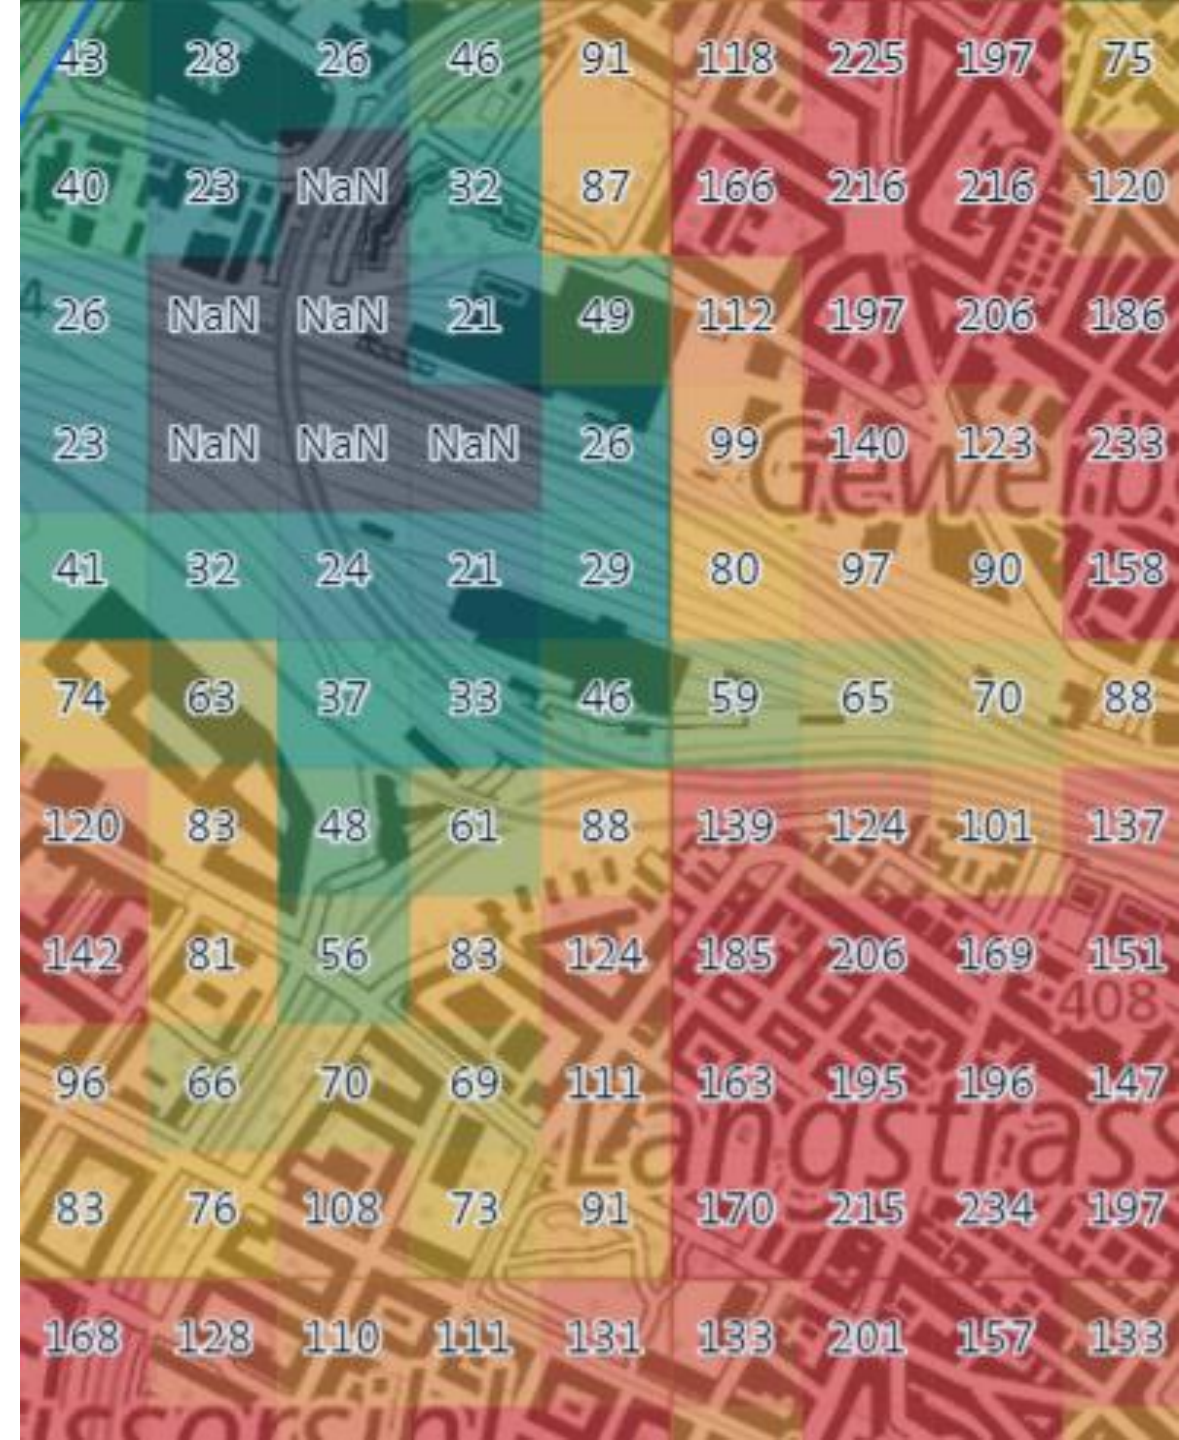 43 28 26 46 91 118 225 197 75
40 23 NaN 32 87 166 216 216 120
4
26 NaN NaN 21 49 112 197 206 186
23 NaN NaN NaN 26 99 140 123 233
Gewerbs
41 32 24 21 29 80 97 90 158
74 63 37 33 46 59 65 70 88
120 83 48 61 88 139 124 101 137
142 81 56 83 124 185 206 169 151
408
96 66 70 69 111 163 195 196 147
Langstrass
83 76 108 73 91 170 215 234 197
168 128 110 111 131 133 201 157 133
issersihl